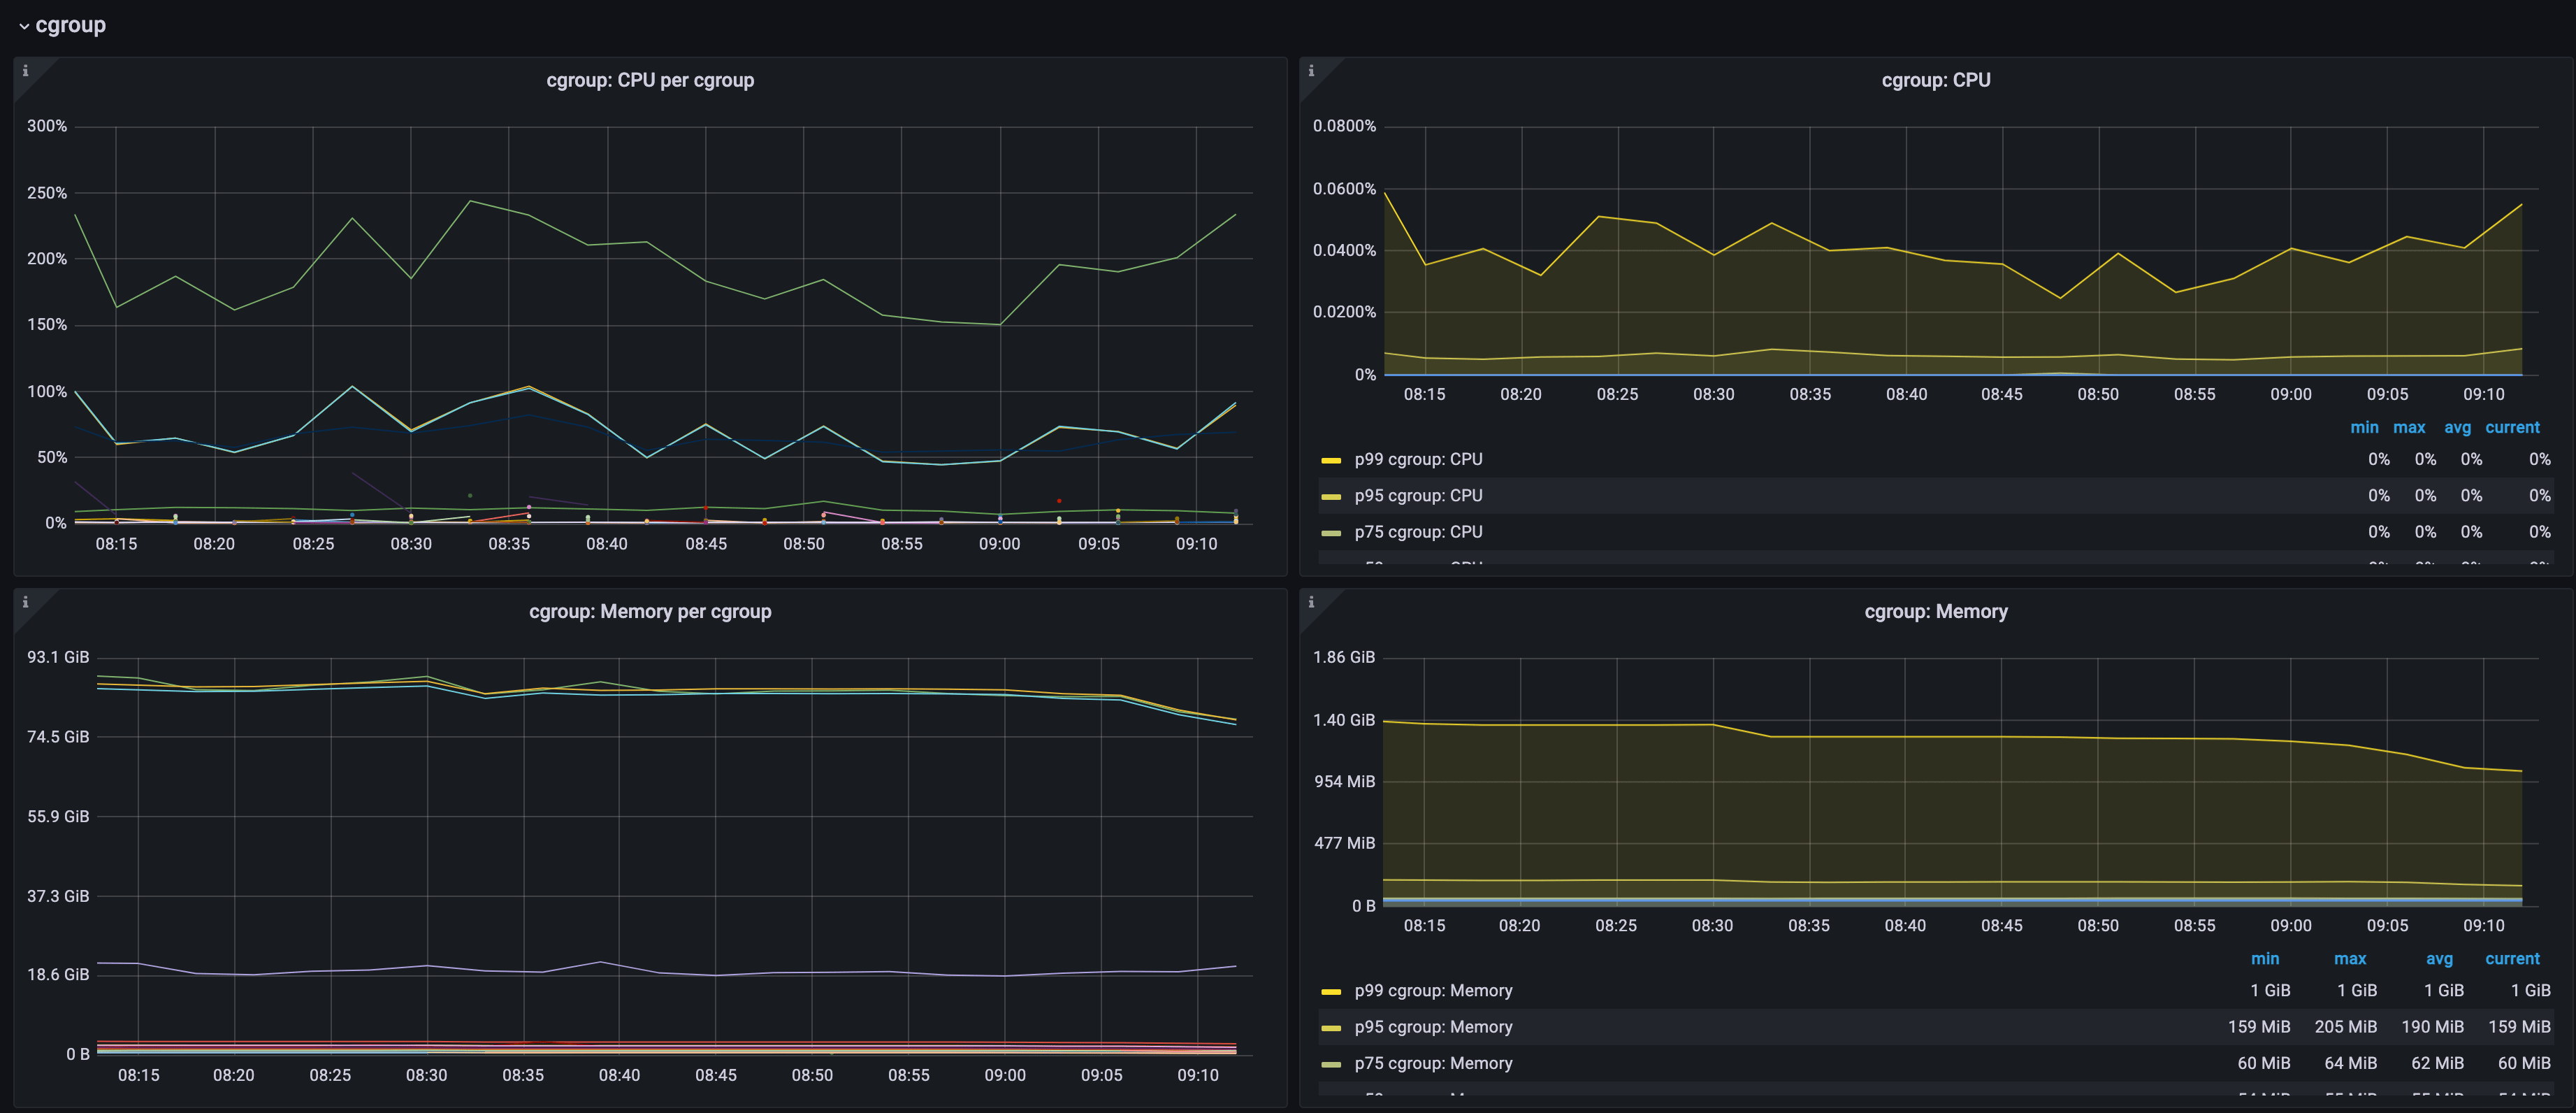 cgroup
cgroup: CPU per cgroup
300%
250%
200%
150%
100%
50%
0%
08:15 08:20 08:25 08:30 08:35 08:40 08:45 08:50 08:55 09:00 09:05 09:10
cgroup: CPU
0.0800%
0.0600%
0.0400%
0.0200%
0%
08:15 08:20 08:25 08:30 08:35 08:40 08:45 08:50 08:55 09:00 09:05 09:10
min max avg current
p99 cgroup: CPU 0% 0% 0% 0%
p95 cgroup: CPU 0% 0% 0% 0%
p75 cgroup: CPU 0% 0% 0% 0%
cgroup: Memory per cgroup
93.1 GiB
74.5 GiB
55.9 GiB
37.3 GiB
18.6 GiB
0 B
08:15 08:20 08:25 08:30 08:35 08:40 08:45 08:50 08:55 09:00 09:05 09:10
cgroup: Memory
1.86 GiB
1.40 GiB
954 MiB
477 MiB
0 B
08:15 08:20 08:25 08:30 08:35 08:40 08:45 08:50 08:55 09:00 09:05 09:10
min max avg current
p99 cgroup: Memory 1 GiB 1 GiB 1 GiB 1 GiB
p95 cgroup: Memory 159 MiB 205 MiB 190 MiB 159 MiB
p75 cgroup: Memory 60 MiB 64 MiB 62 MiB 60 MiB